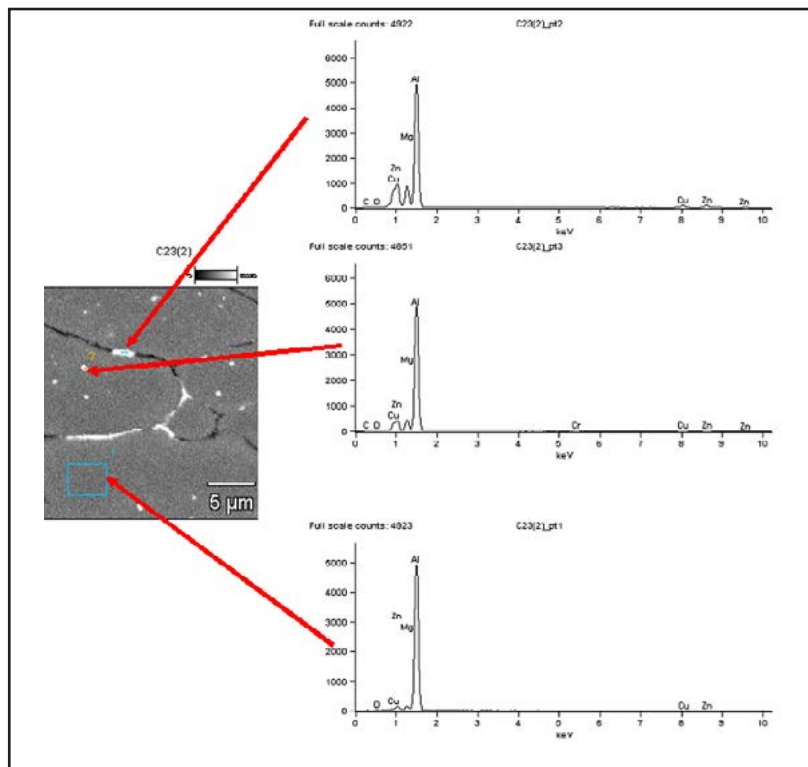 Full scale counts: 4922 C23(2)_pt2
6000
5000
4000
3000
2000
1000
0
Al
Mg
Zn
Cu
C O
Cu Zn Zn
0 1 2 3 4 5 6 7 8 9 10
keV
C23(2)
Full scale counts: 4851 C23(2)_pt3
6000
5000
4000
3000
2000
1000
0
Al
Mg
Zn
Cu
C O
Cr Cu Zn Zn
0 1 2 3 4 5 6 7 8 9 10
keV
3
5 µm
Full scale counts: 4923 C23(2)_pt1
5000
4000
3000
2000
1000
0
Al
Zn
Mg
O Cu
Cu Zn
0 1 2 3 4 5 6 7 8 9 10
keV